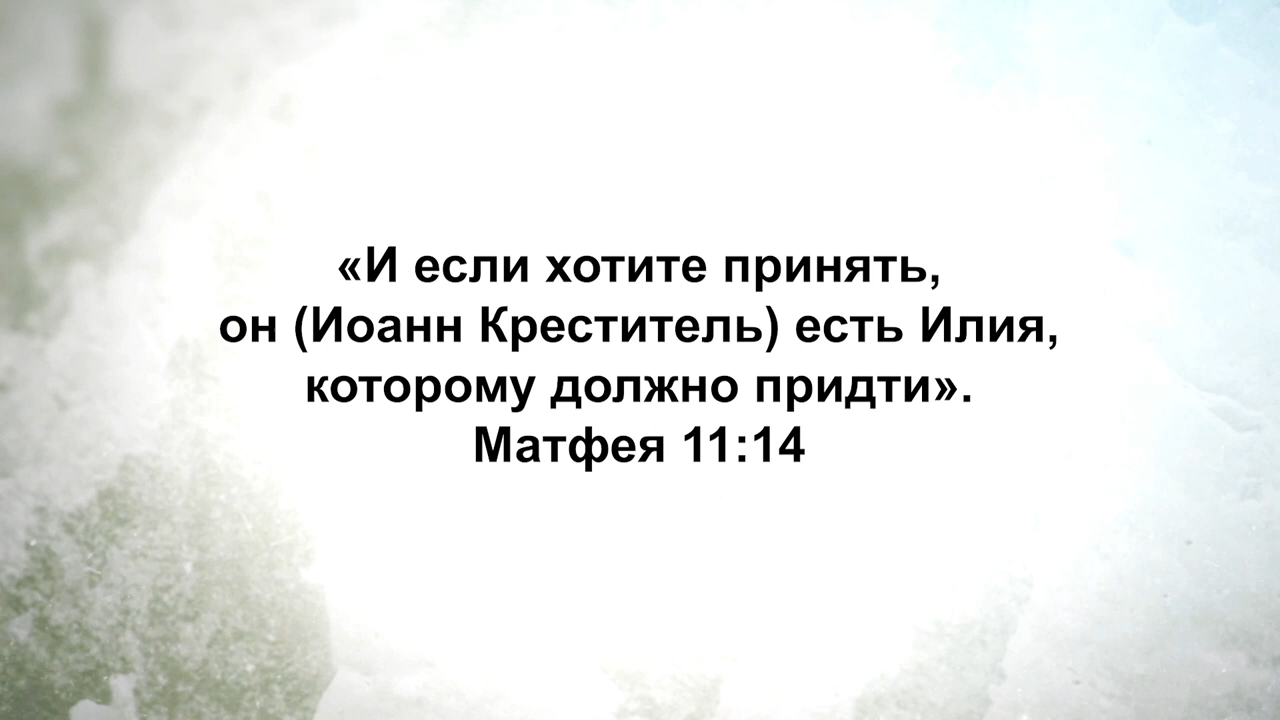 «И если хотите принять,
он (Иоанн Креститель) есть Илия,
которому должно придти».
Матфея 11:14